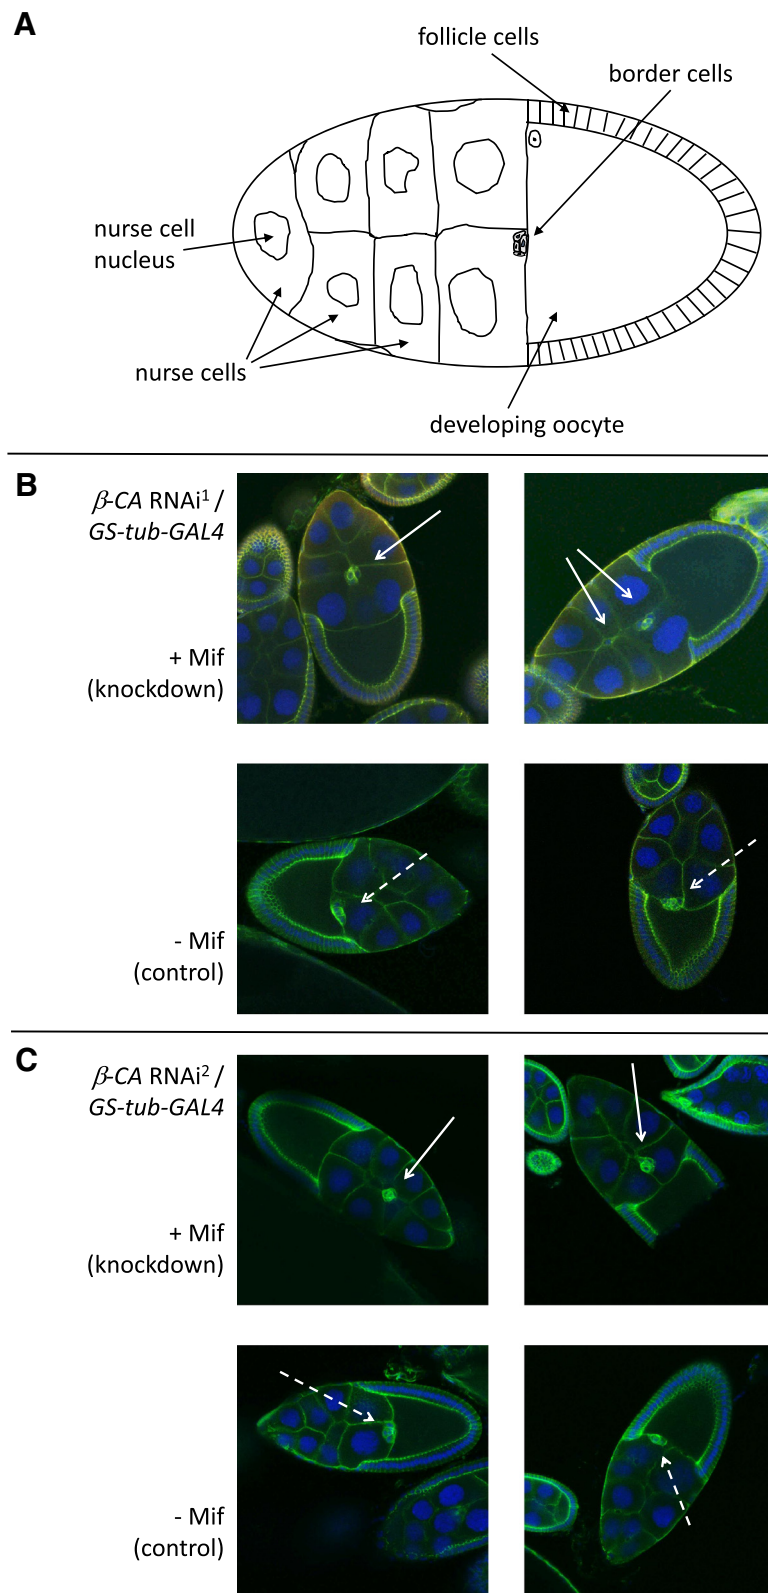 A
follicle cells
border cells
nurse cell
nucleus
nurse cells
developing oocyte
B
β-CA RNAi¹ /
GS-tub-GAL4
+ Mif
(knockdown)
- Mif
(control)
C
β-CA RNAi² /
GS-tub-GAL4
+ Mif
(knockdown)
- Mif
(control)